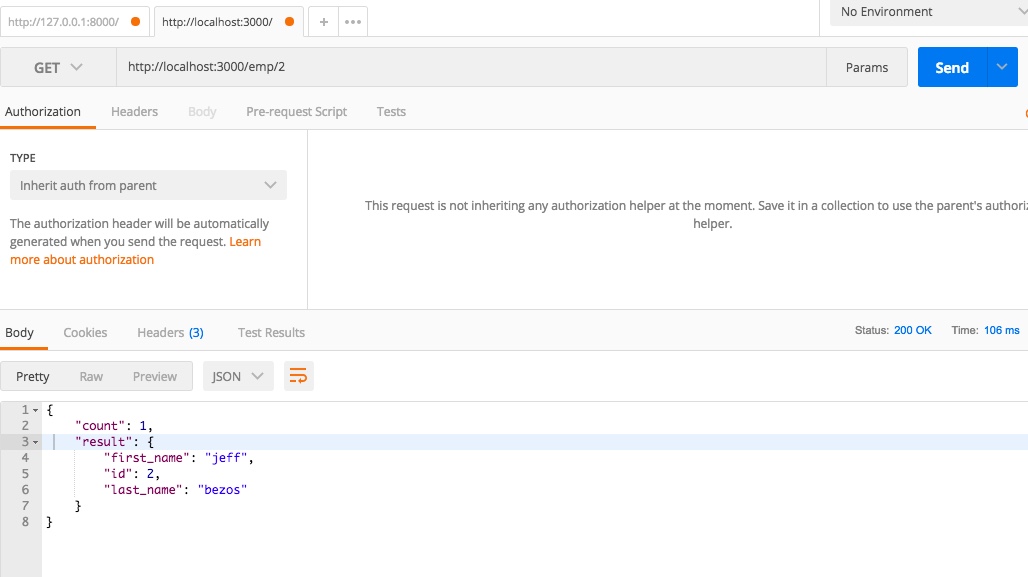 http://127.0.0.1:8000/ http://localhost:3000/ + ••• No Environment
GET http://localhost:3000/emp/2 Params Send
Authorization Headers Body Pre-request Script Tests
TYPE
Inherit auth from parent
The authorization header will be automatically
generated when you send the request. Learn
more about authorization
This request is not inheriting any authorization helper at the moment. Save it in a collection to use the parent's
helper.
Body Cookies Headers (3) Test Results Status: 200 OK Time: 106 ms
Pretty Raw Preview JSON
1 {
2 "count": 1,
3 "result": {
4 "first_name": "jeff",
5 "id": 2,
6 "last_name": "bezos"
7 }
8 }